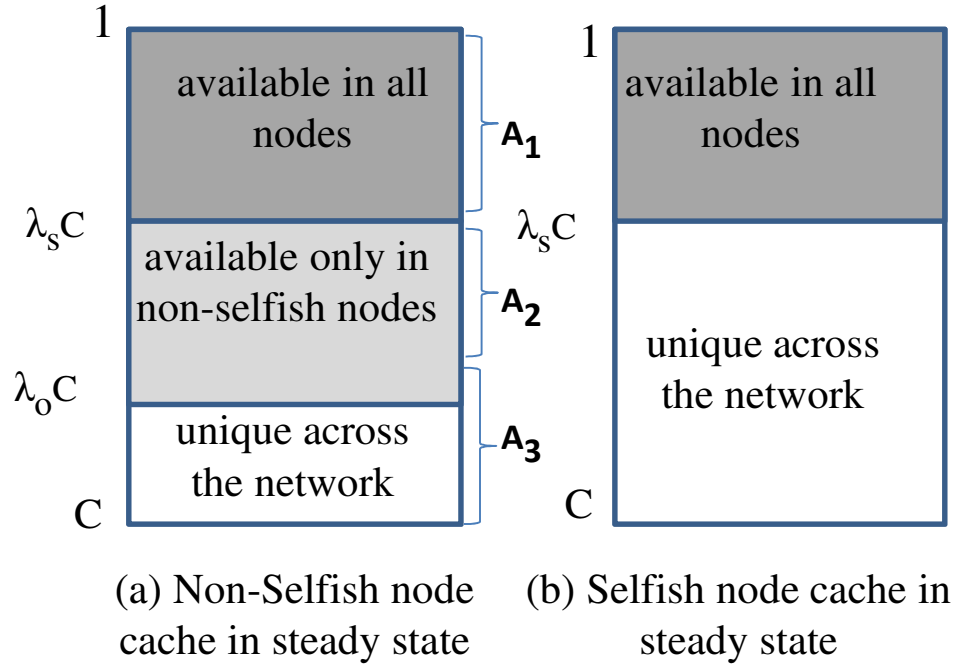 1
available in all
nodes
A1
λsC
available only in
non-selfish nodes
A2
λoC
unique across
the network
A3
C
(a) Non-Selfish node
cache in steady state
1
available in all
nodes
λsC
unique across
the network
C
(b) Selfish node cache in
steady state